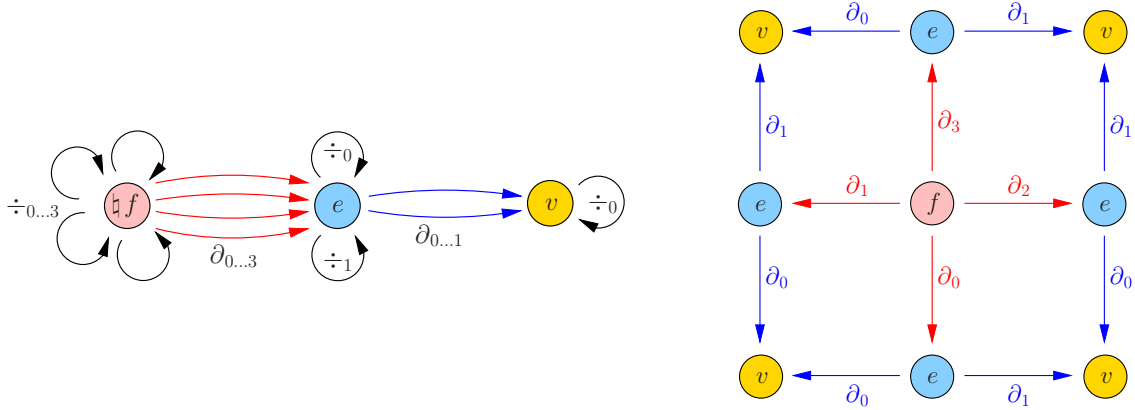 ÷₀
÷₀…₃
♮f
e
v
÷₀
∂₀…₃
÷₁
∂₀…₁
v ∂₀ e ∂₁ v
∂₁ ∂₃ ∂₁
e ∂₁ f ∂₂ e
∂₀ ∂₀ ∂₀
v ∂₀ e ∂₁ v